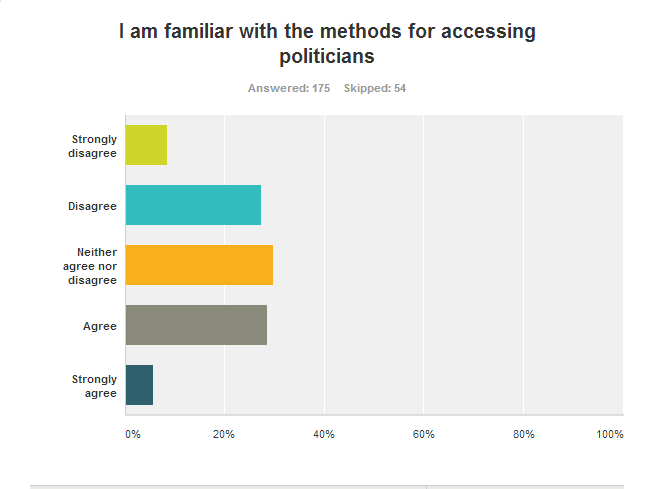 I am familiar with the methods for accessing
politicians
Answered: 175 Skipped: 54
Strongly
disagree
Disagree
Neither
agree nor
disagree
Agree
Strongly
agree
0% 20% 40% 60% 80% 100%